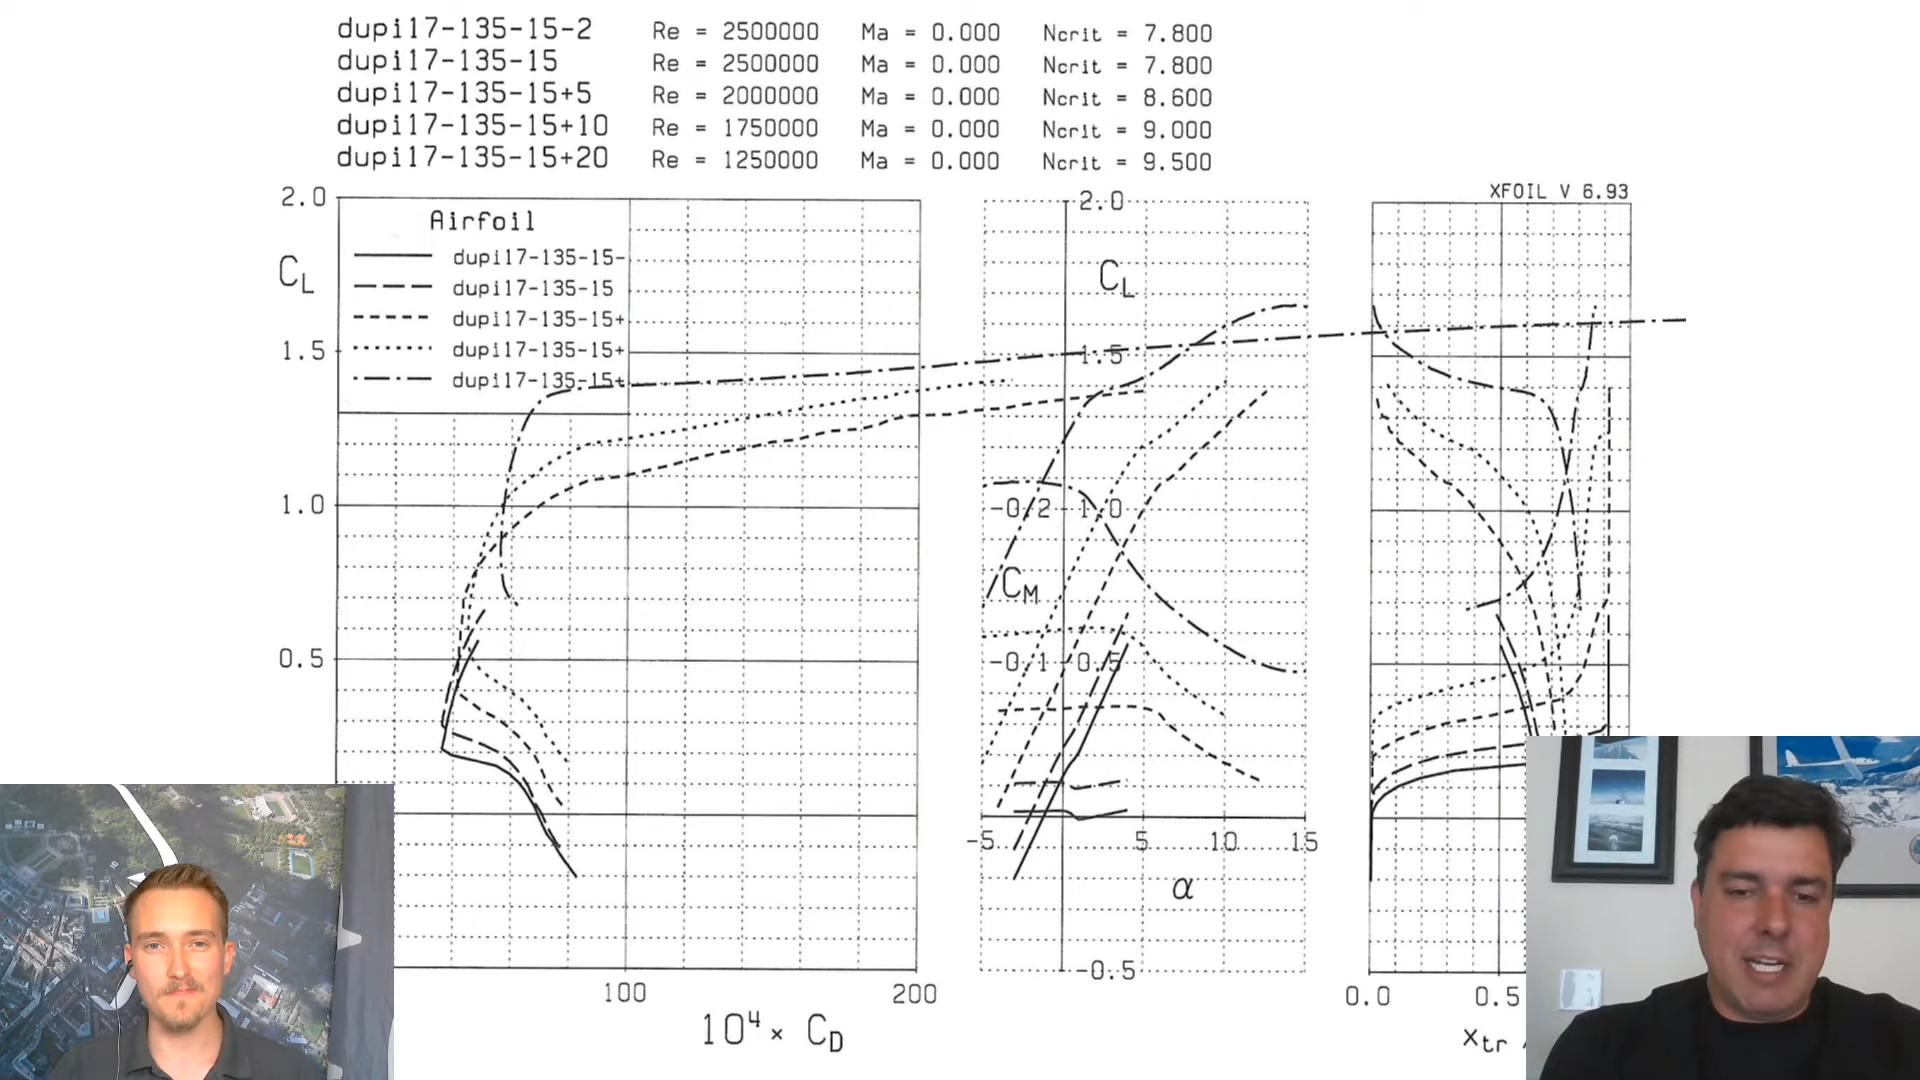 dupi17-135-15-2 Re = 2500000 Ma = 0.000 Ncrit = 7.800
dupi17-135-15 Re = 2500000 Ma = 0.000 Ncrit = 7.800
dupi17-135-15+5 Re = 2000000 Ma = 0.000 Ncrit = 8.600
dupi17-135-15+10 Re = 1750000 Ma = 0.000 Ncrit = 9.000
dupi17-135-15+20 Re = 1250000 Ma = 0.000 Ncrit = 9.500
XFOIL V 6.93
2.0
Airfoil
dupi17-135-15-
dupi17-135-15
dupi17-135-15+
dupi17-135-15+
dupi17-135-15+
CL
1.5
1.0
0.5
100
200
10⁴ × CD
2.0
CL
1.5
-0.2 1.0
CM
-0.1 0.5
-5
5
10
15
α
-0.5
0.0
0.5
xtr